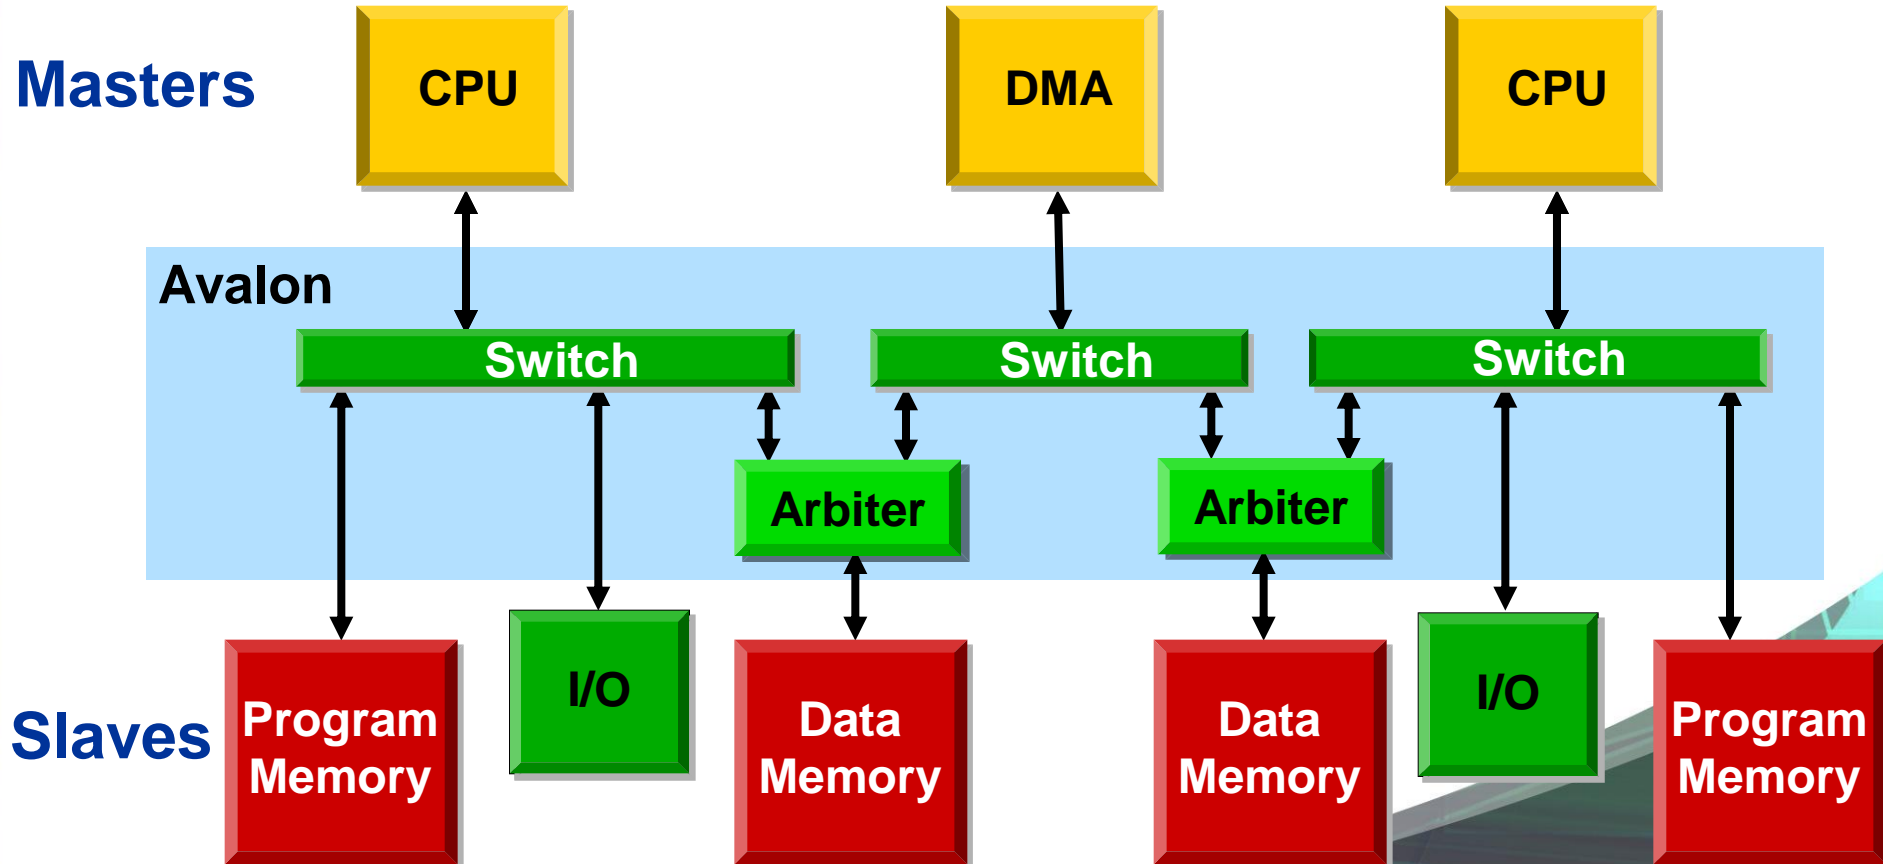 Masters
CPU
DMA
CPU
Avalon
Switch
Switch
Switch
Arbiter
Arbiter
Slaves
Program
Memory
I/O
Data
Memory
Data
Memory
I/O
Program
Memory